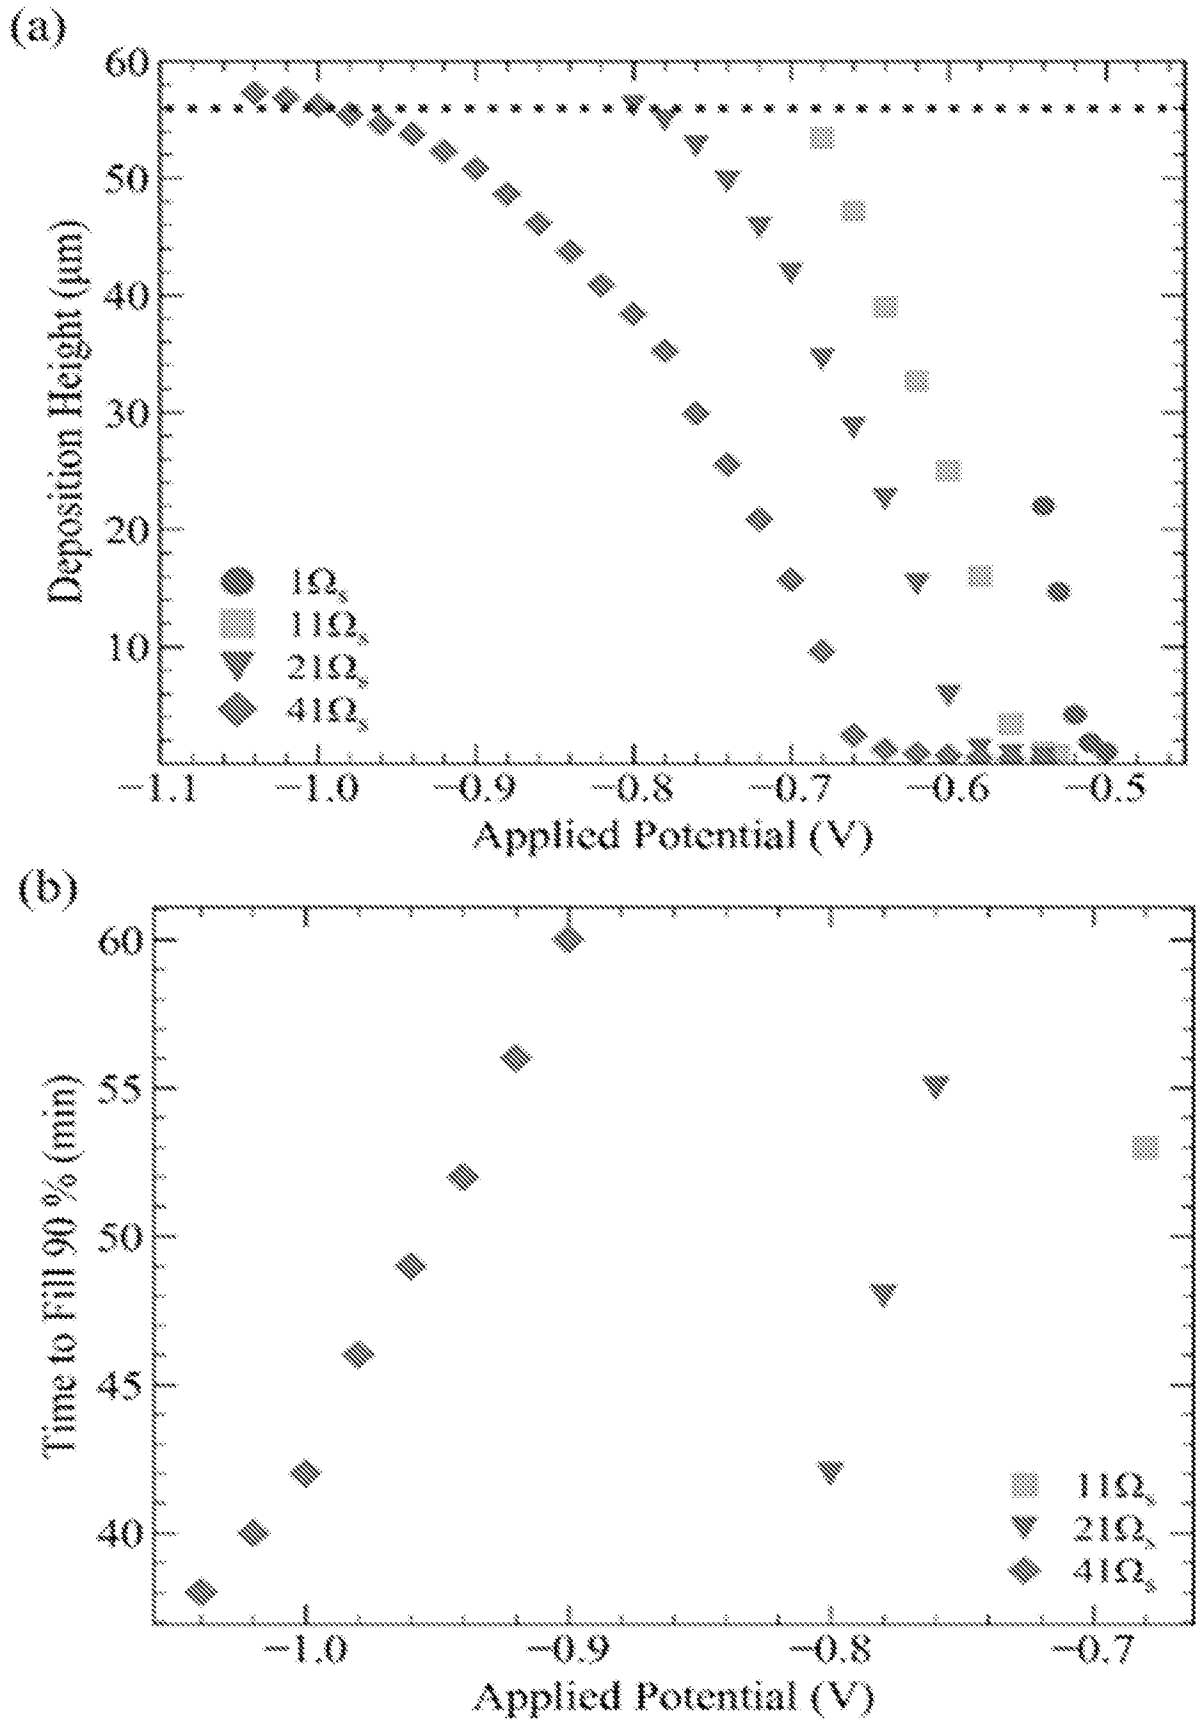 (a)
60
50
40
30
20
10
Deposition Height (μm)
1Ωs
11Ωs
21Ωs
41Ωs
−1.1 −1.0 −0.9 −0.8 −0.7 −0.6 −0.5
Applied Potential (V)
(b)
60
55
50
45
40
Time to Fill 90 % (min)
11Ωs
21Ωs
41Ωs
−1.0 −0.9 −0.8 −0.7
Applied Potential (V)